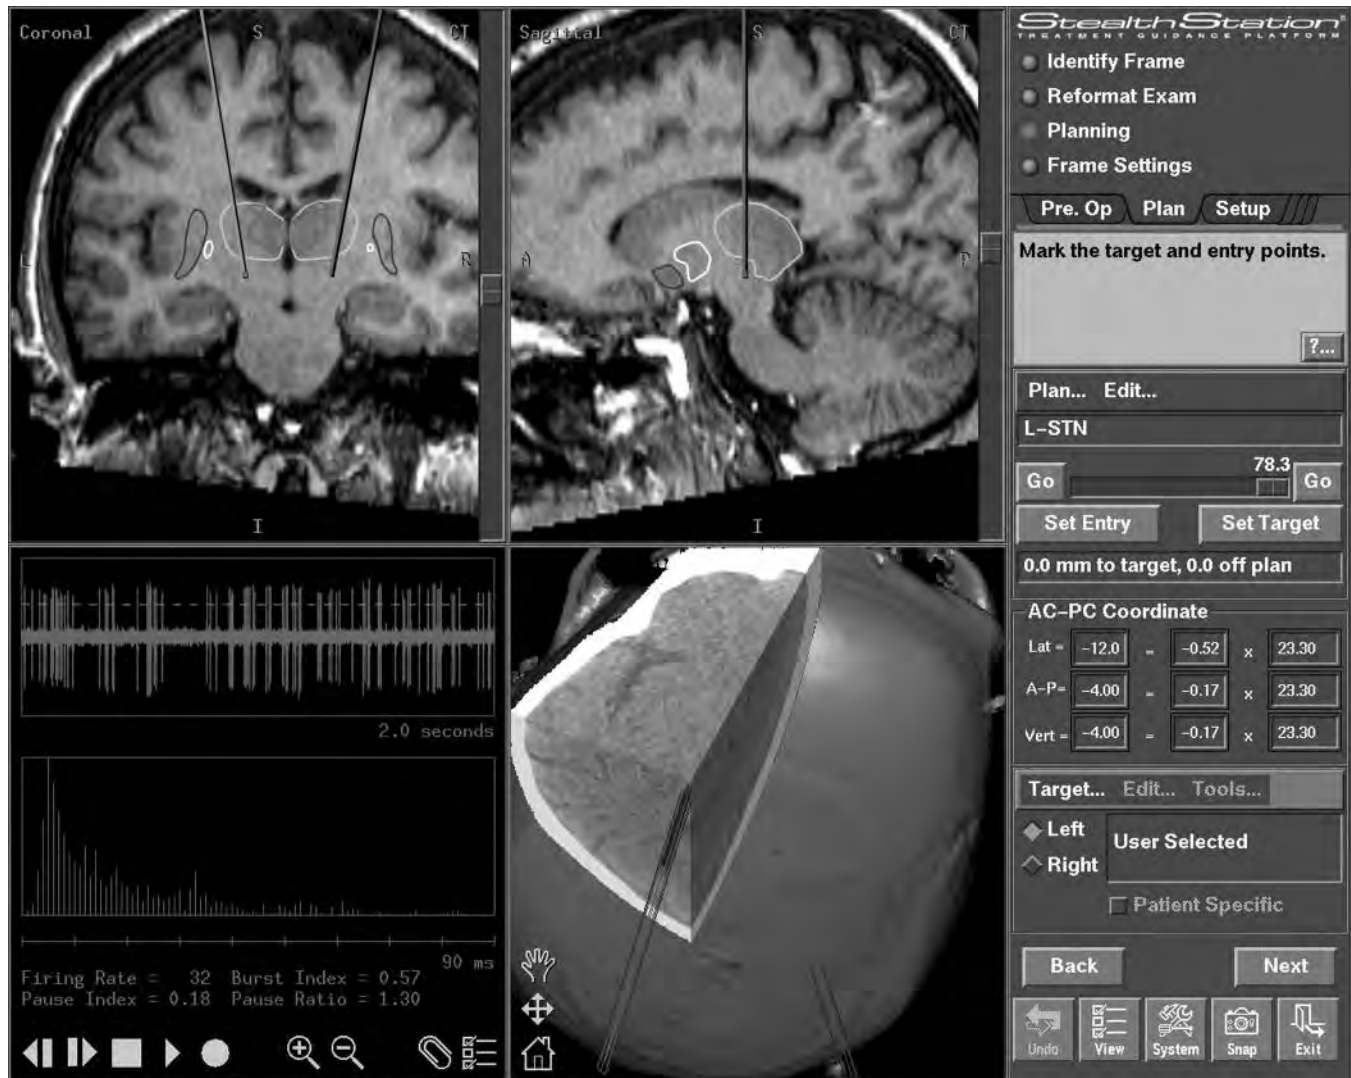 Coronal
S
CT
L
R
I
Sagittal
S
CT
A
P
I
StealthStation®
TREATMENT GUIDANCE PLATFORM
Identify Frame
Reformat Exam
Planning
Frame Settings
Pre. Op Plan Setup
Mark the target and entry points.
?...
Plan... Edit...
L-STN
78.3
Go Go
Set Entry Set Target
0.0 mm to target, 0.0 off plan
AC-PC Coordinate
Lat = -12.0 = -0.52 x 23.30
A-P= -4.00 = -0.17 x 23.30
Vert = -4.00 = -0.17 x 23.30
Target... Edit... Tools...
Left
Right
User Selected
Patient Specific
Back Next
Undo View System Snap Exit
2.0 seconds
90 ms
Firing Rate = 32 Burst Index = 0.57
Pause Index = 0.18 Pause Ratio = 1.30